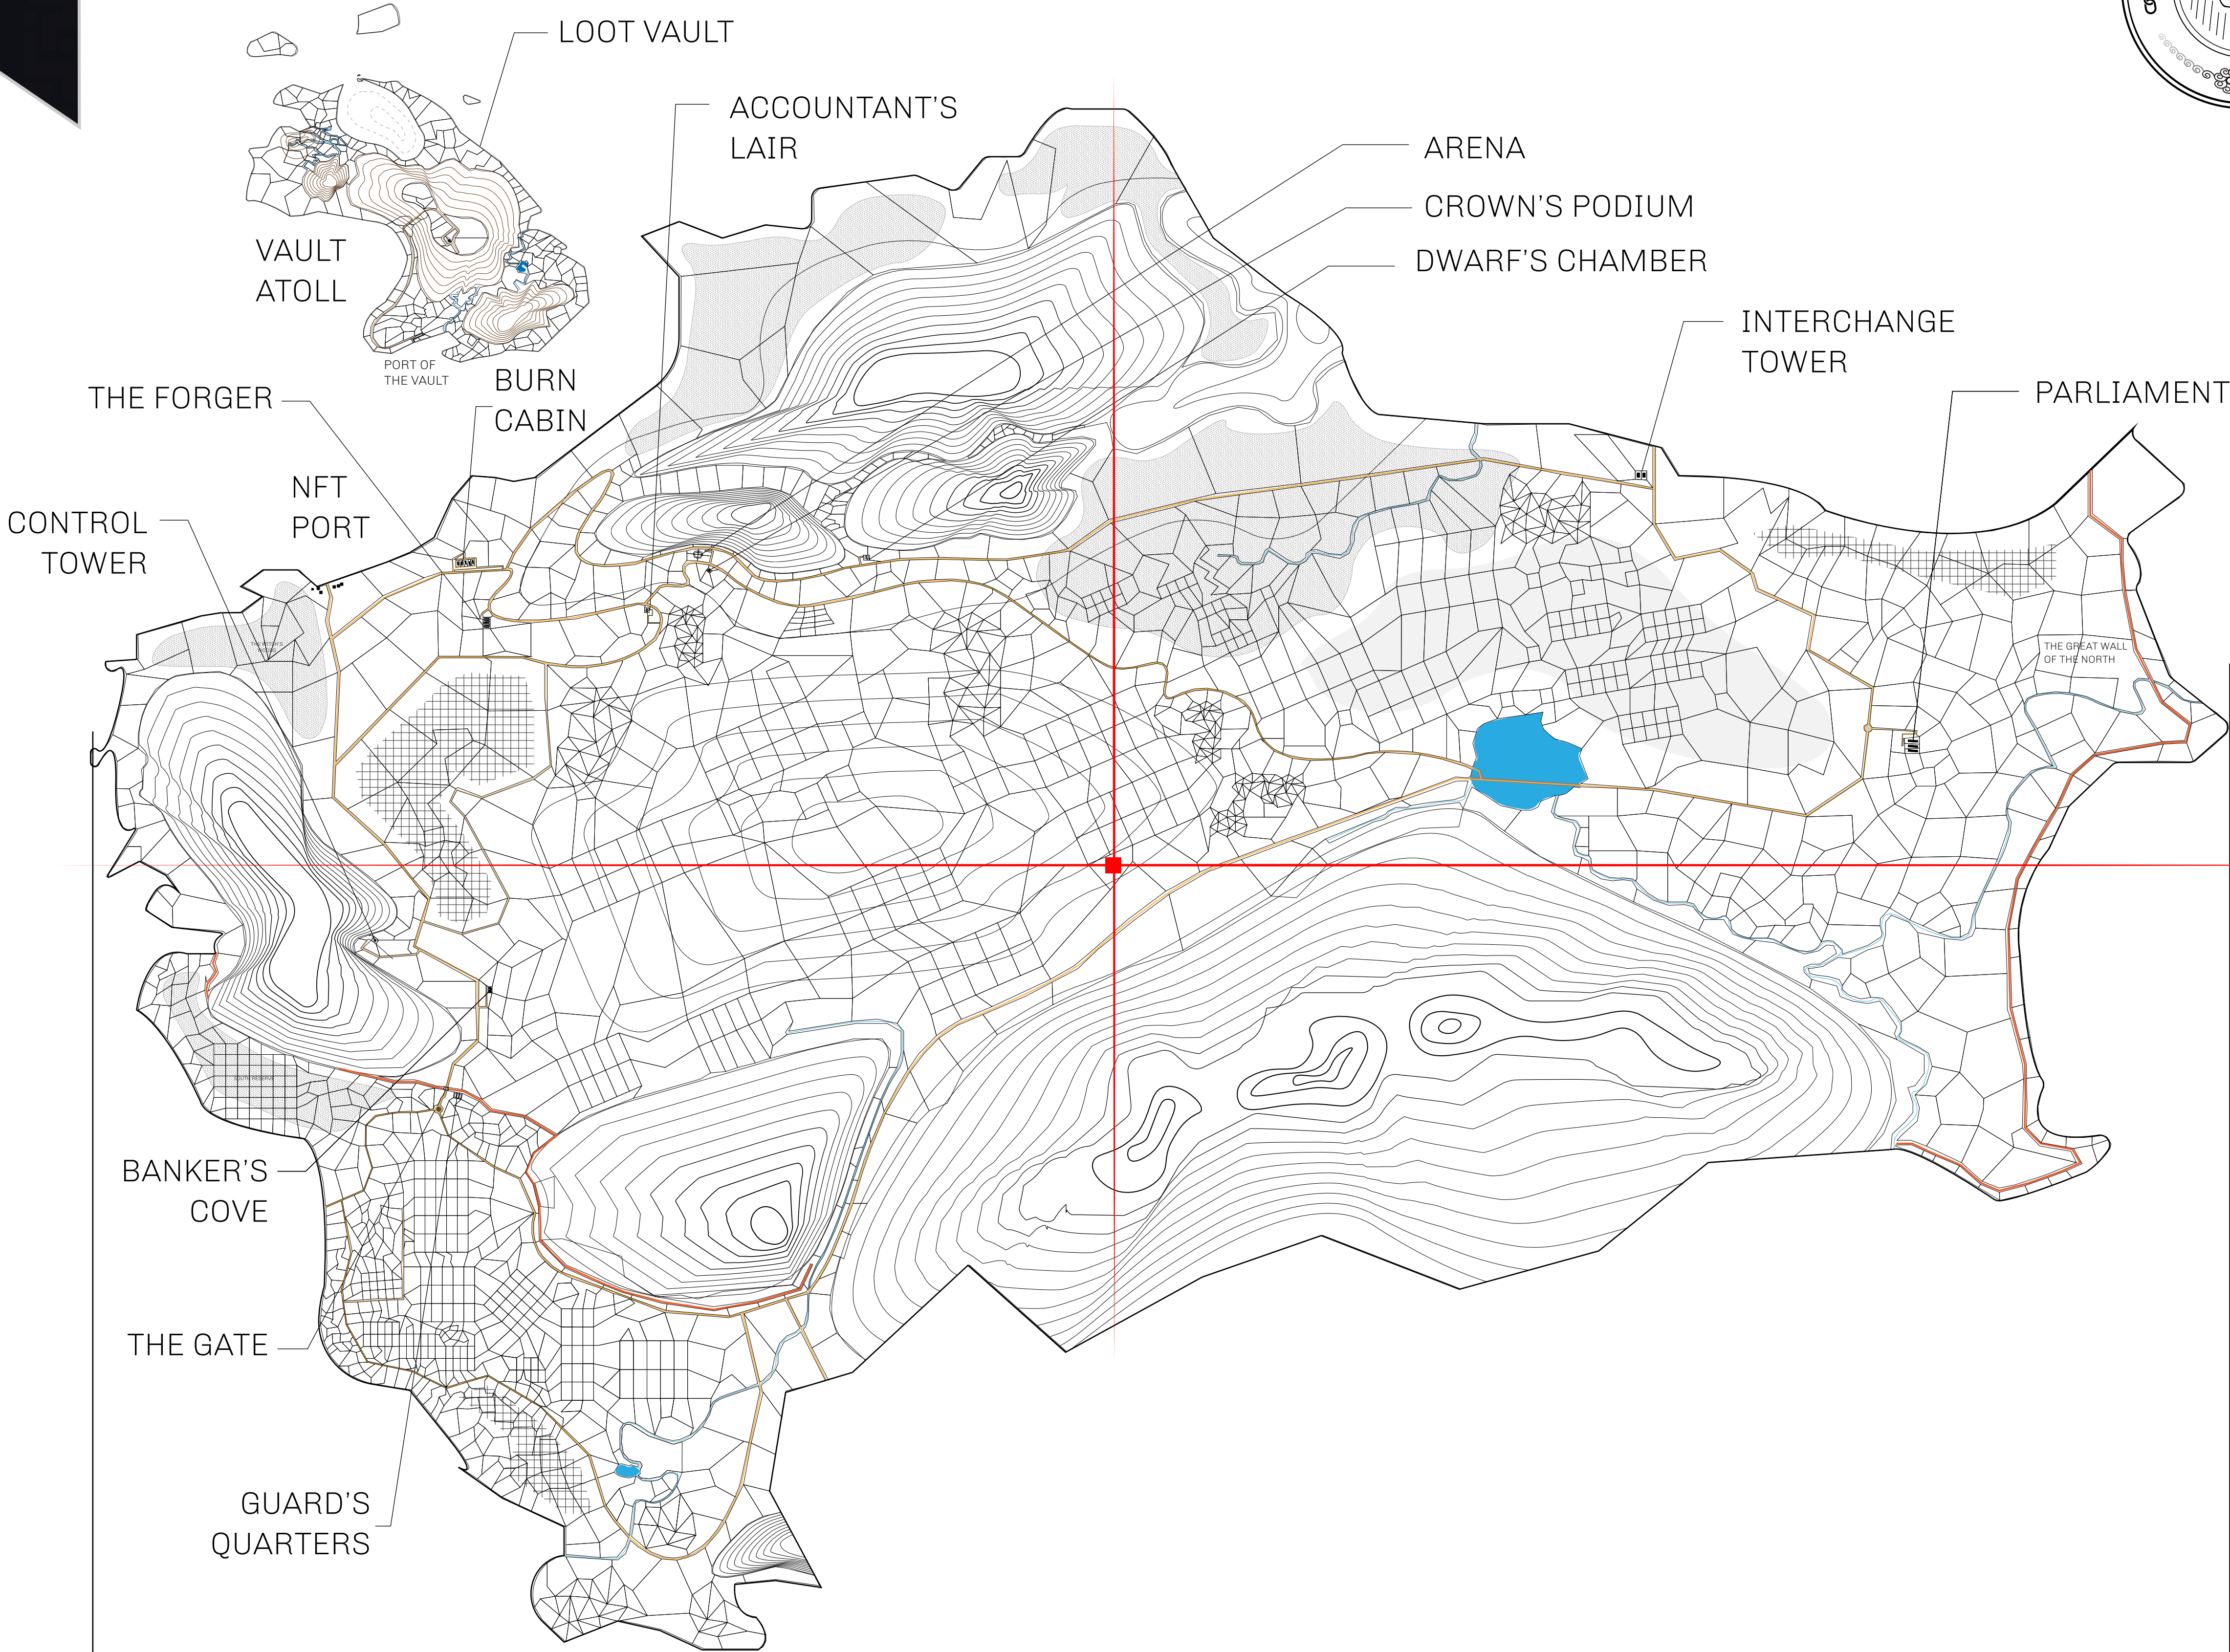 LOOT VAULT
ACCOUNTANT’S
LAIR
ARENA
CROWN’S PODIUM
DWARF’S CHAMBER
VAULT
ATOLL
INTERCHANGE
TOWER
PORT OF
THE VAULT
BURN
CABIN
THE FORGER
PARLIAMENT
NFT
PORT
CONTROL
TOWER
THE GREAT WALL
OF THE NORTH
SOUTH RESERVE
BANKER’S
COVE
THE GATE
GUARD’S
QUARTERS